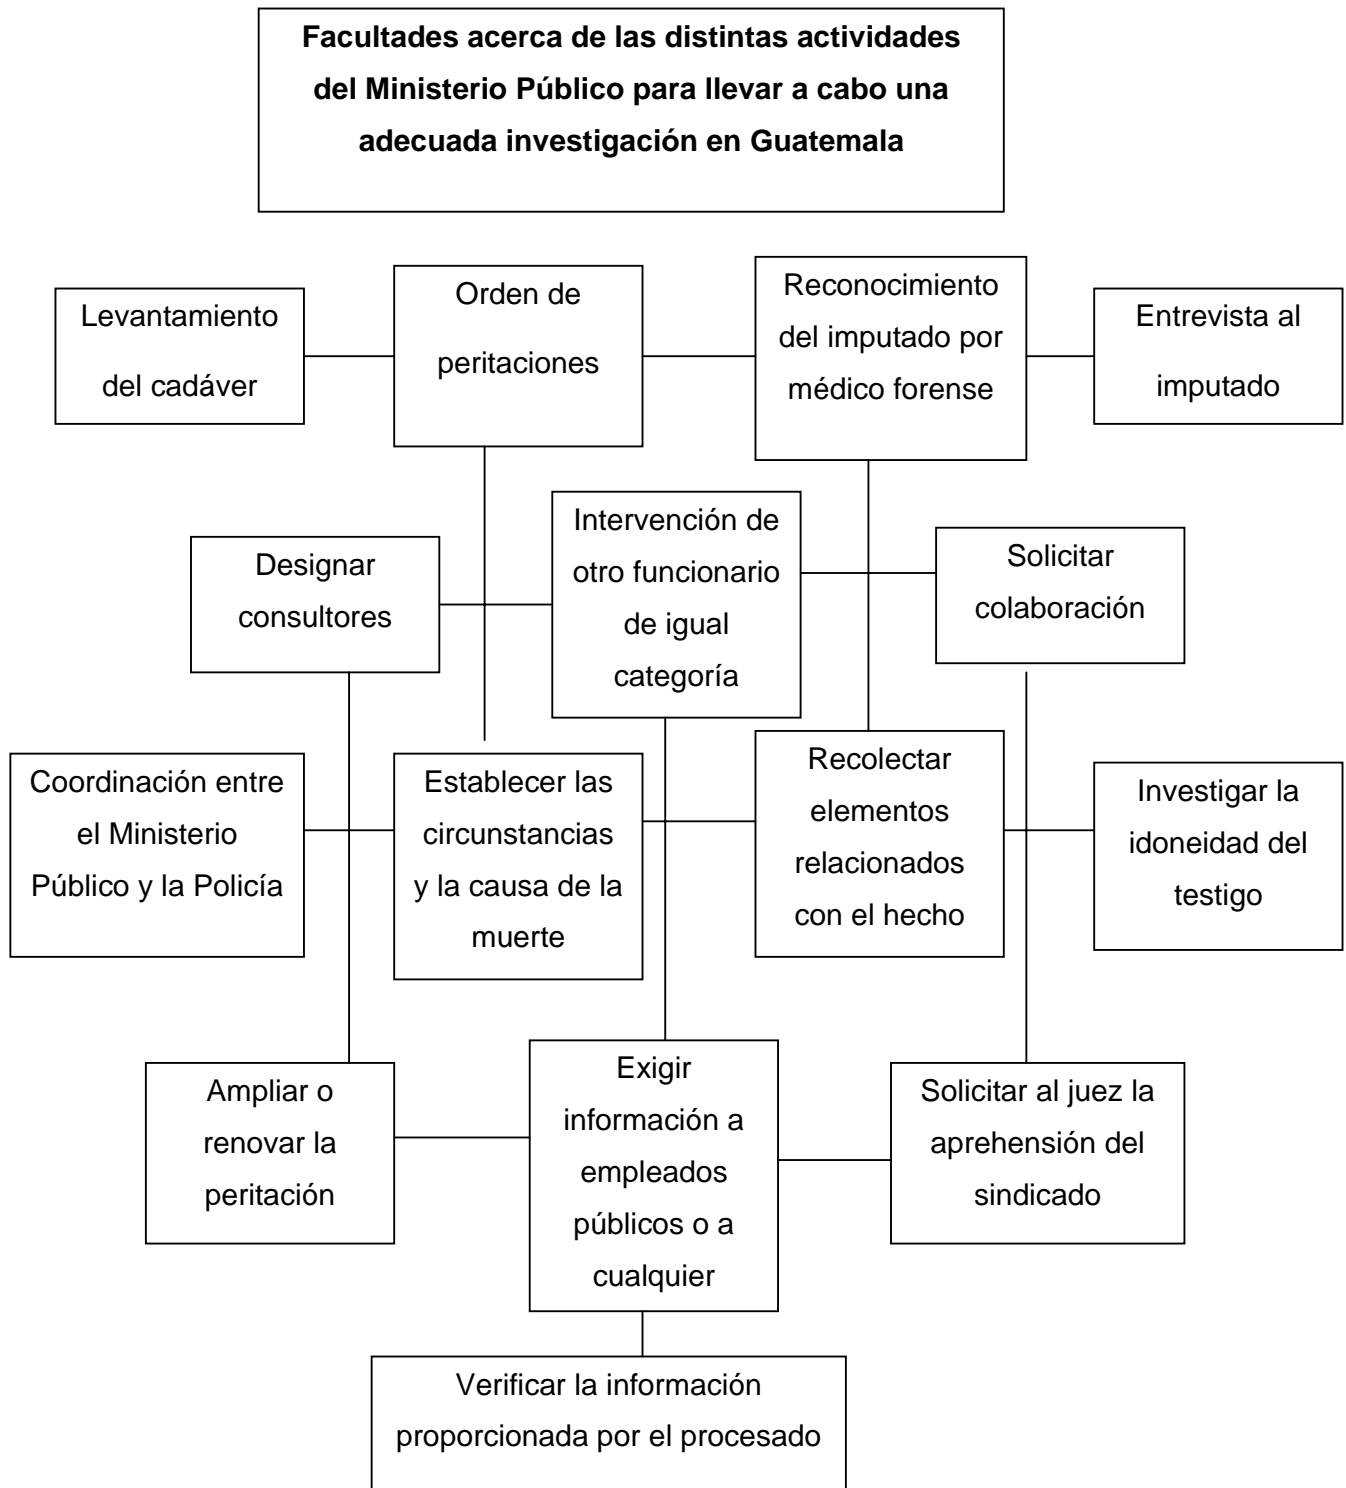 Facultades acerca de las distintas actividades
del Ministerio Público para llevar a cabo una
adecuada investigación en Guatemala
Levantamiento
del cadáver
Orden de
peritaciones
Reconocimiento
del imputado por
médico forense
Entrevista al
imputado
Designar
consultores
Intervención de
otro funcionario
de igual
categoría
Solicitar
colaboración
Coordinación entre
el Ministerio
Público y la Policía
Establecer las
circunstancias
y la causa de la
muerte
Recolectar
elementos
relacionados
con el hecho
Investigar la
idoneidad del
testigo
Ampliar o
renovar la
peritación
Exigir
información a
empleados
públicos o a
cualquier
Solicitar al juez la
aprehensión del
sindicado
Verificar la información
proporcionada por el procesado